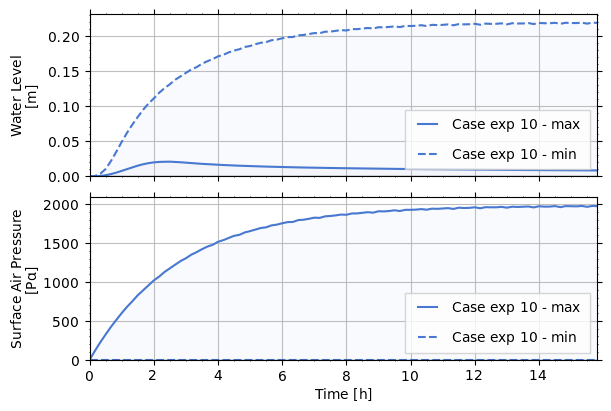 0.20
0.15
0.10
0.05
0.00
Water Level
[m]
Case exp 10 - max
Case exp 10 - min
2000
1500
1000
500
0
Surface Air Pressure
[Pa]
Case exp 10 - max
Case exp 10 - min
0 2 4 6 8 10 12 14
Time [h]